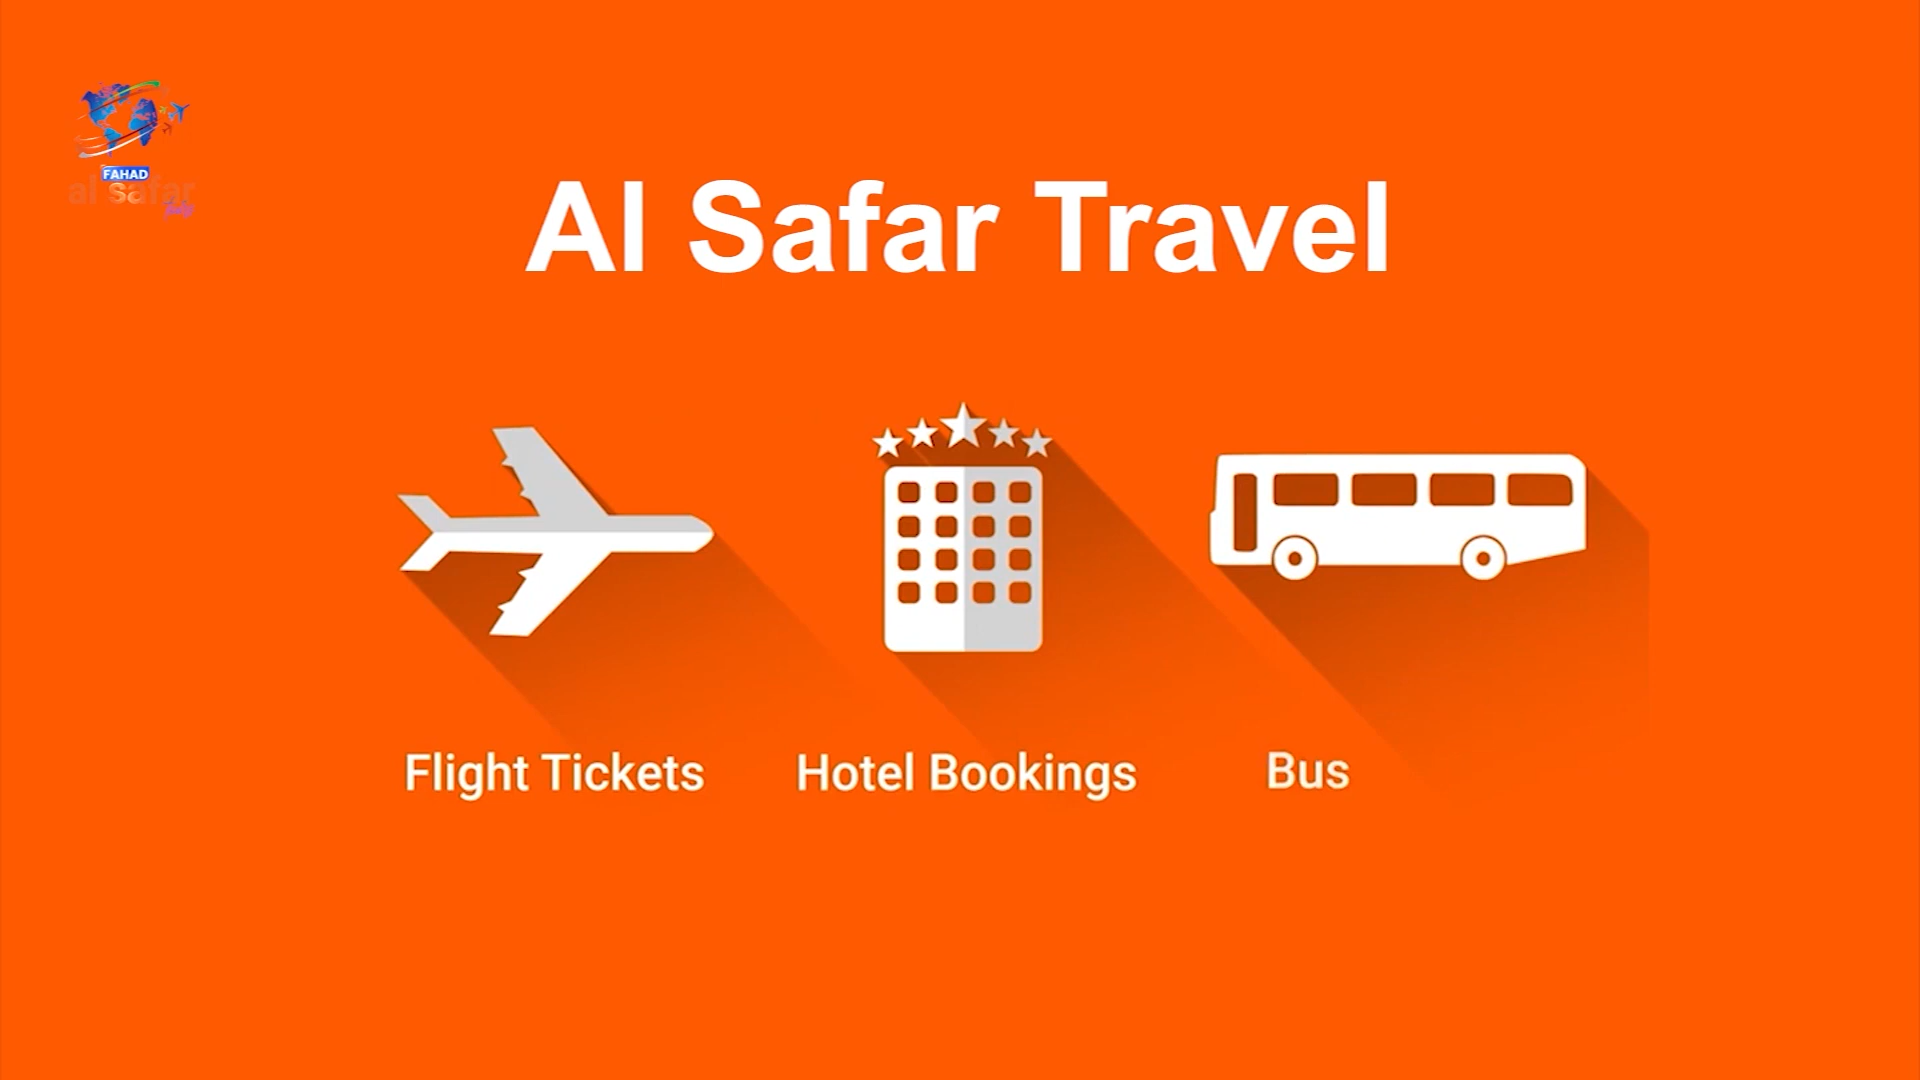 FAHAD
al safar
Al Safar Travel
Flight Tickets
Hotel Bookings
Bus